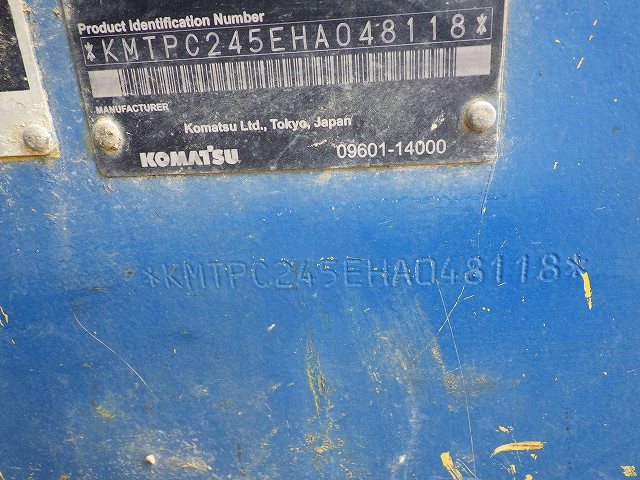 Product Identification Number
*KMTPC245EHA048118*
MANUFACTURER
Komatsu Ltd., Tokyo, Japan
KOMATSU
09601-14000
*KMTPC245EHA048118*